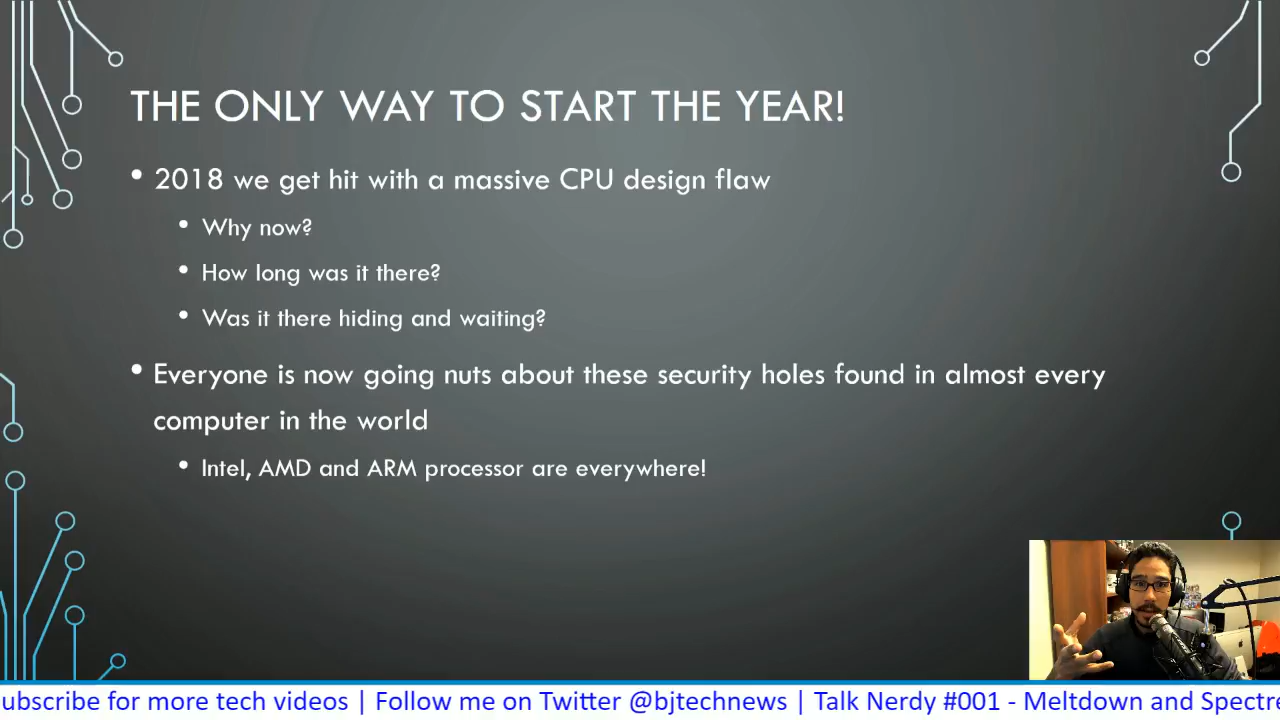 THE ONLY WAY TO START THE YEAR!
• 2018 we get hit with a massive CPU design flaw
• Why now?
• How long was it there?
• Was it there hiding and waiting?
• Everyone is now going nuts about these security holes found in almost every
computer in the world
• Intel, AMD and ARM processor are everywhere!
ubscribe for more tech videos | Follow me on Twitter @bjtechnews | Talk Nerdy #001 - Meltdown and Spectre